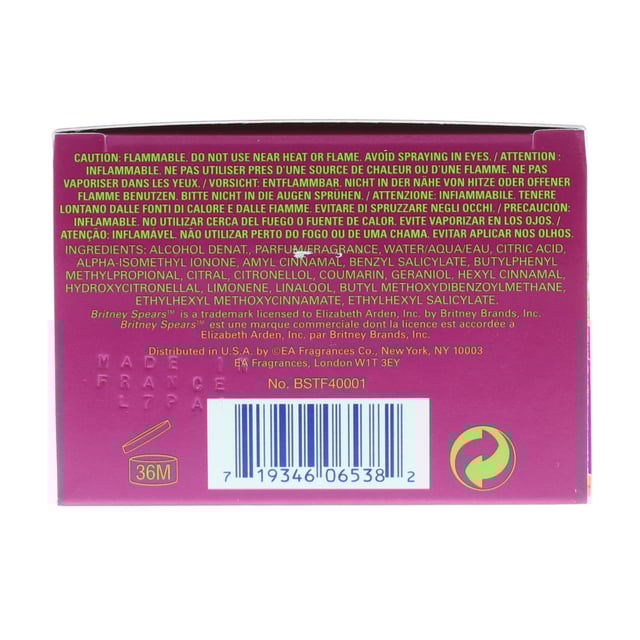 CAUTION: FLAMMABLE. DO NOT USE NEAR HEAT OR FLAME. AVOID SPRAYING IN EYES. / ATTENTION :
INFLAMMABLE. NE PAS UTILISER PRES D'UNE SOURCE DE CHALEUR OU D'UNE FLAMME. NE PAS
VAPORISER DANS LES YEUX. / VORSICHT: ENTFLAMMBAR. NICHT IN DER NÄHE VON HITZE ODER OFFENER
FLAMME BENUTZEN. BITTE NICHT IN DIE AUGEN SPRÜHEN. / ATTENZIONE: INFIAMMABILE. TENERE
LONTANO DALLE FONTI DI CALORE E DALLE FIAMME. EVITARE DI SPRUZZARE NEGLI OCCHI. / PRECAUCIÓN:
INFLAMABLE. NO UTILIZAR CERCA DEL FUEGO O FUENTE DE CALOR. EVITE VAPORIZAR EN LOS OJOS. /
ATENÇÃO: INFLAMÁVEL. NÃO UTILIZAR PERTO DO FOGO OU DE UMA CHAMA. EVITAR APLICAR NOS OLHOS.
INGREDIENTS: ALCOHOL DENAT., PARFUM/FRAGRANCE, WATER/AQUA/EAU, CITRIC ACID,
ALPHA-ISOMETHYL IONONE, AMYL CINNAMAL, BENZYL SALICYLATE, BUTYLPHENYL
METHYLPROPIONAL, CITRAL, CITRONELLOL, COUMARIN, GERANIOL, HEXYL CINNAMAL,
HYDROXYCITRONELLAL, LIMONENE, LINALOOL, BUTYL METHOXYDIBENZOYLMETHANE,
ETHYLHEXYL METHOXYCINNAMATE, ETHYLHEXYL SALICYLATE.
Britney Spears™ is a trademark licensed to Elizabeth Arden, Inc. by Britney Brands, Inc.
Britney Spears™ est une marque commerciale dont la licence est accordée a
Elizabeth Arden, Inc. par Britney Brands, Inc.
Distributed in U.S.A. by ©EA Fragrances Co., New York, NY 10003
EA Fragrances, London W1T 3EY
MADE IN
FRANCE
L7PA
No. BSTF40001
36M
7 19346 06538 2